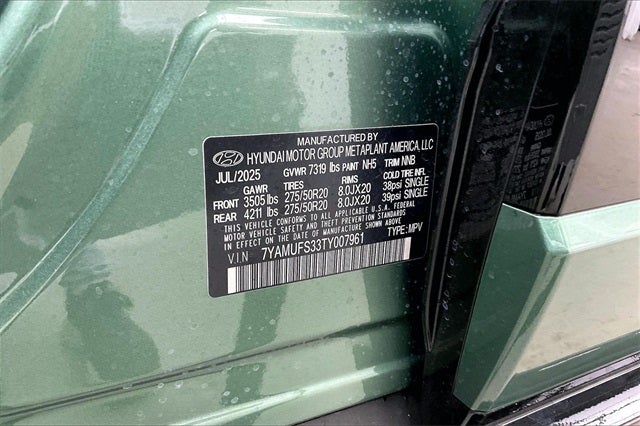 MANUFACTURED BY
HYUNDAI MOTOR GROUP METAPLANT AMERICA, LLC
JUL/2025 GVWR 7319 lbs PAINT NH5 TRIM NNB
GAWR TIRES RIMS COLD TIRE INFL
FRONT 3505 lbs 275/50R20 8.0JX20 38psi SINGLE
REAR 4211 lbs 275/50R20 8.0JX20 39psi SINGLE
THIS VEHICLE CONFORMS TO ALL APPLICABLE U.S.A. FEDERAL
MOTOR VEHICLE SAFETY, AND THEFT PREVENTION STANDARDS
IN EFFECT ON THE DATE OF MANUFACTURE SHOWN ABOVE.
V.I.N 7YAMUFS33TY007961 TYPE: MPV